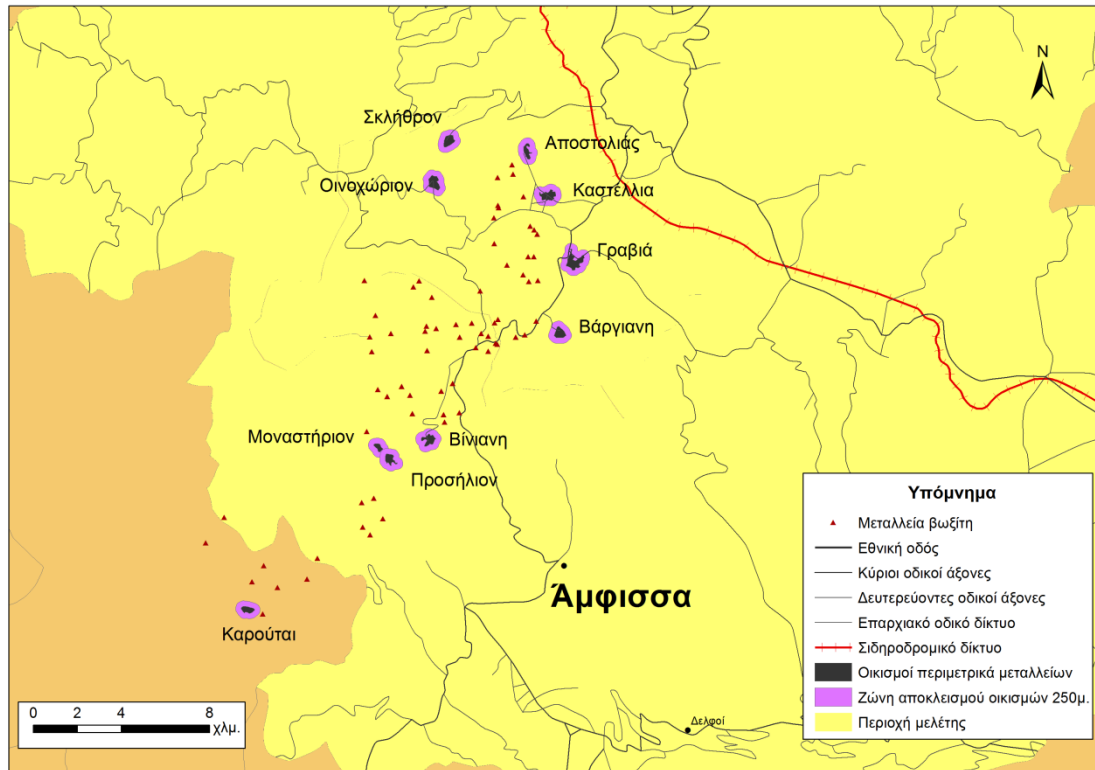 N
Σκλήθρον
Αποστολιάς
Οινοχώριον
Καστέλλια
Γραβιά
Βάργιανη
Μοναστήριον
Βίνιανη
Προσήλιον
Άμφισσα
Καρούται
Δελφοί
0 2 4 8
χλμ.
Υπόμνημα
Μεταλλεία βωξίτη
Εθνική οδός
Κύριοι οδικοί άξονες
Δευτερεύοντες οδικοί άξονες
Επαρχιακό οδικό δίκτυο
Σιδηροδρομικό δίκτυο
Οικισμοί περιμετρικά μεταλλείων
Ζώνη αποκλεισμού οικισμών 250μ.
Περιοχή μελέτης